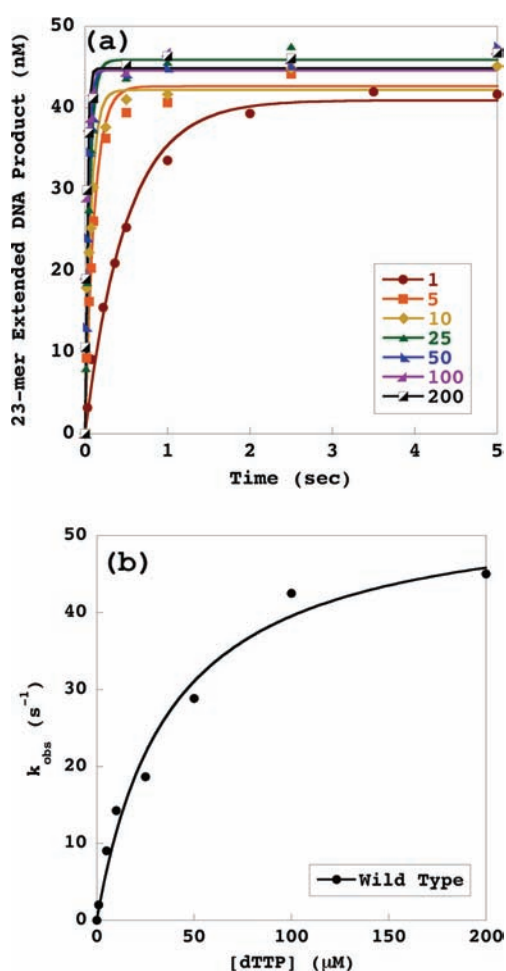 (a)
23-mer Extended DNA Product (nM)
50
40
30
20
10
0
1
5
10
25
50
100
200
0 1 2 3 4 5
Time (sec)
(b)
k obs (s-1)
50
40
30
20
10
0
Wild Type
0 50 100 150 200
[dTTP] (μM)